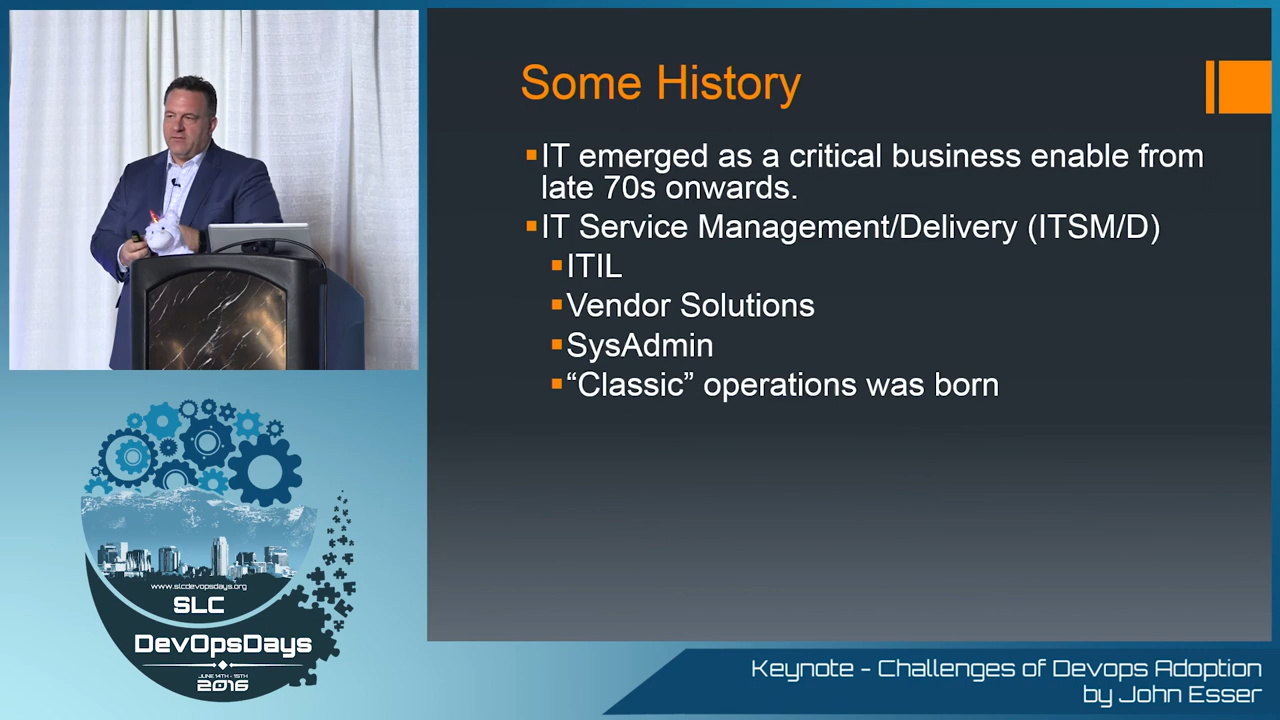 Some History
IT emerged as a critical business enable from
late 70s onwards.
IT Service Management/Delivery (ITSM/D)
ITIL
Vendor Solutions
SysAdmin
“Classic” operations was born
www.slcdevopsdays.org
SLC
DevOpsDays
JUNE 14TH - 15TH
2016
Keynote - Challenges of Devops Adoption
by John Esser